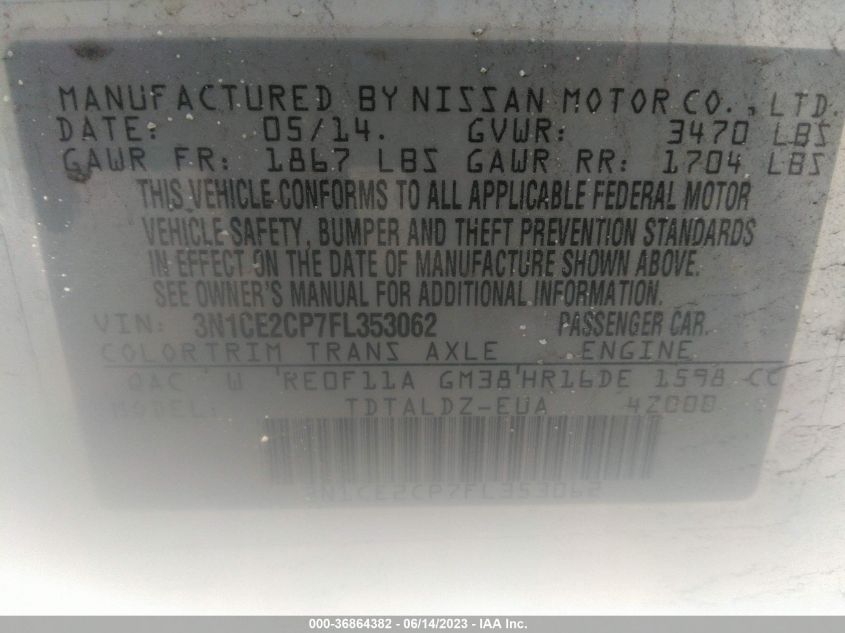 MANUFACTURED BY NISSAN MOTOR CO., LTD.
DATE: 05/14. GVWR: 3470 LBS
GAWR FR: 1867 LBS GAWR RR: 1704 LBS
THIS VEHICLE CONFORMS TO ALL APPLICABLE FEDERAL MOTOR
VEHICLE SAFETY, BUMPER AND THEFT PREVENTION STANDARDS
IN EFFECT ON THE DATE OF MANUFACTURE SHOWN ABOVE.
SEE OWNER'S MANUAL FOR ADDITIONAL INFORMATION.
VIN: 3N1CE2CP7FL353062 PASSENGER CAR.
COLOR TRIM TRANS AXLE ENGINE
QAC W RE0F11A GM38 HR16DE 1598 CC
MODEL: TDTALDZ-EUA 4Z000
3N1CE2CP7FL353062
000-36864382 - 06/14/2023 - IAA Inc.